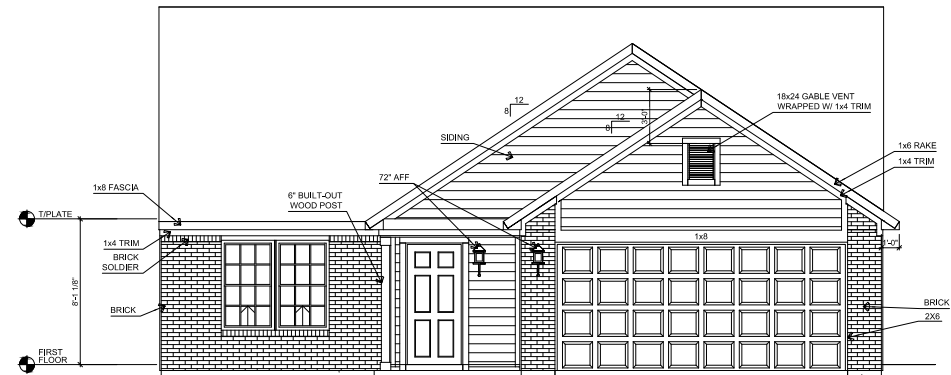 12
8
18x24 GABLE VENT
WRAPPED W/ 1x4 TRIM
12
8
3'-0"
SIDING
1x6 RAKE
1x4 TRIM
72" AFF
1x8 FASCIA
6" BUILT-OUT
WOOD POST
T/PLATE
1x8
1'-0"
1x4 TRIM
BRICK
SOLDIER
8'-1 1/8"
BRICK
BRICK
2X6
FIRST
FLOOR